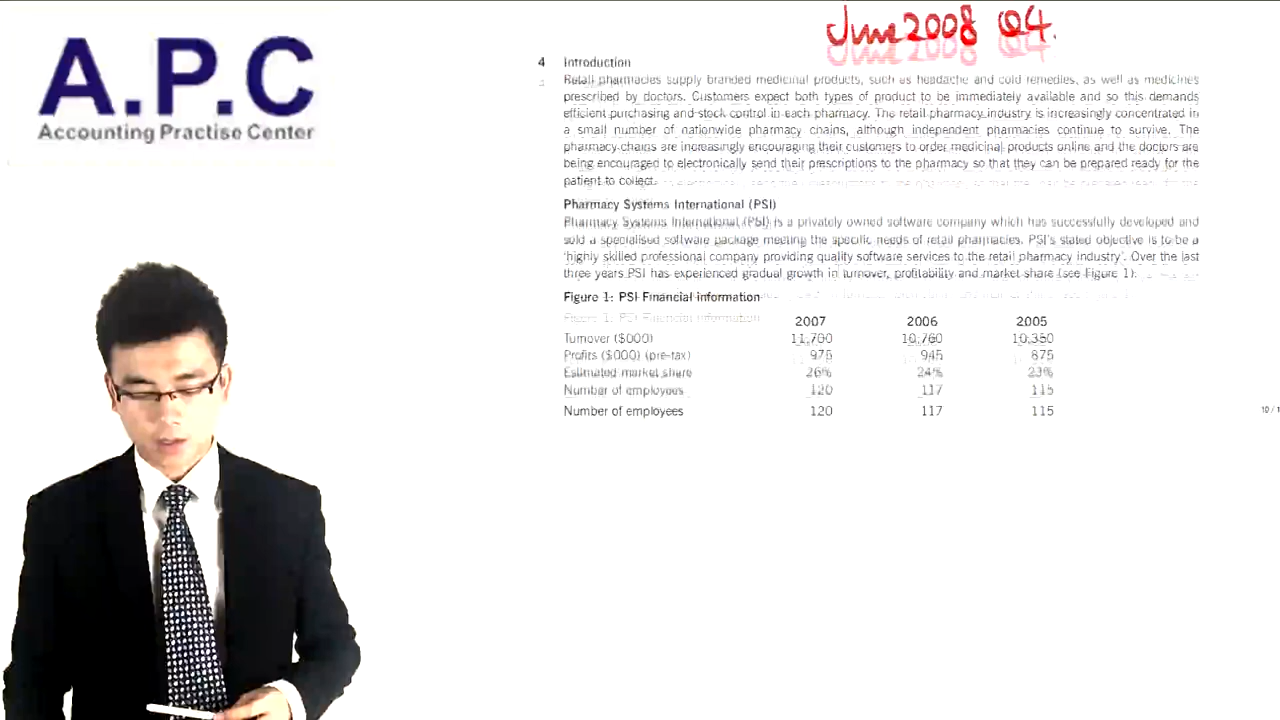 A.P.C
Accounting Practise Center
June 2008 Q4.
4 Introduction
Retail pharmacies supply branded medicinal products, such as headache and cold remedies, as well as medicines
prescribed by doctors. Customers expect both types of product to be immediately available and so this demands
efficient purchasing and stock control in each pharmacy. The retail pharmacy industry is increasingly concentrated in
a small number of nationwide pharmacy chains, although independent pharmacies continue to survive. The
pharmacy chains are increasingly encouraging their customers to order medicinal products online and the doctors are
being encouraged to electronically send their prescriptions to the pharmacy so that they can be prepared ready for the
patient to collect.
Pharmacy Systems International (PSI)
Pharmacy Systems International (PSI) is a privately owned software company which has successfully developed and
sold a specialised software package meeting the specific needs of retail pharmacies. PSI's stated objective is to be a
'highly skilled professional company providing quality software services to the retail pharmacy industry'. Over the last
three years PSI has experienced gradual growth in turnover, profitability and market share (see Figure 1).
Figure 1: PSI Financial information
Figure 1: PSI Financial information
2007 2006 2005
Turnover ($000) 11,700 10,760 10,350
Profits ($000) (pre-tax) 975 945 875
Estimated market share 26% 24% 23%
Number of employees 120 117 115
Number of employees 120 117 115